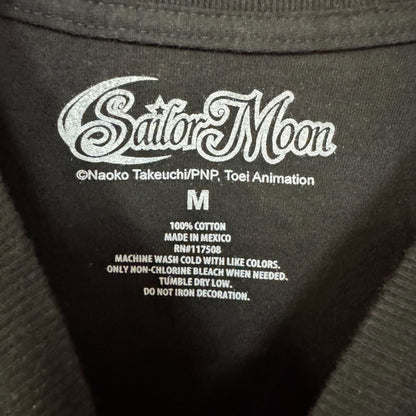 Sailor Moon
©Naoko Takeuchi/PNP, Toei Animation
M
100% COTTON
MADE IN MEXICO
RN#117508
MACHINE WASH COLD WITH LIKE COLORS.
ONLY NON-CHLORINE BLEACH WHEN NEEDED.
TUMBLE DRY LOW.
DO NOT IRON DECORATION.